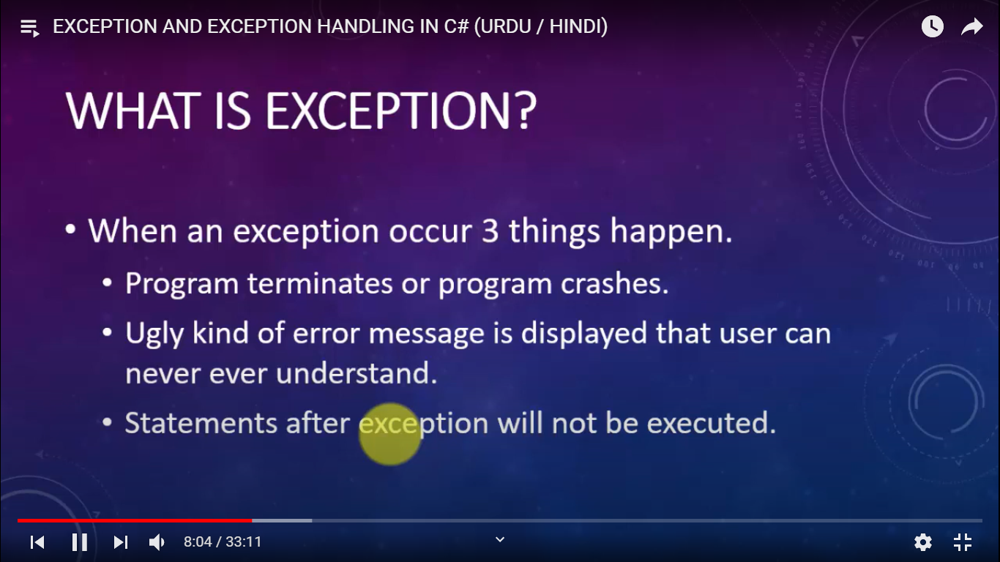 EXCEPTION AND EXCEPTION HANDLING IN C# (URDU / HINDI)
WHAT IS EXCEPTION?
• When an exception occur 3 things happen.
• Program terminates or program crashes.
• Ugly kind of error message is displayed that user can
never ever understand.
• Statements after exception will not be executed.
8:04 / 33:11